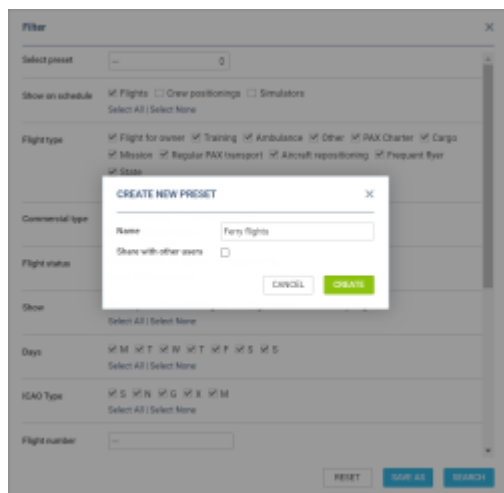 Filter ×
Select preset -- ◊
Show on schedule Flights Crew positionings Simulators
Select All | Select None
Flight type Flight for owner Training Ambulance Other PAX Charter Cargo
Mission Regular PAX transport Aircraft repositioning Frequent flyer
State
CREATE NEW PRESET ×
Commercial type
Name Ferry flights
Share with other users
Flight status
CANCEL CREATE
Show
Select All | Select None
Days M T W T F S S
Select All | Select None
ICAO Type S N G X M
Select All | Select None
Flight number --
RESET SAVE AS SEARCH